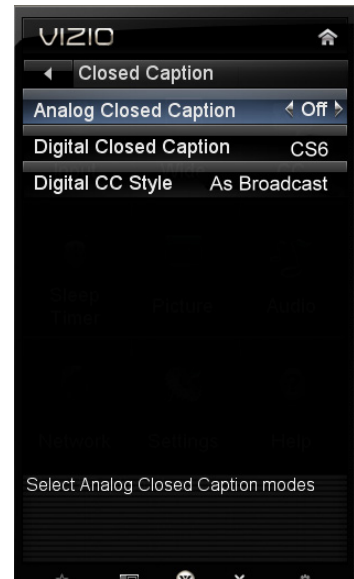 VIZIO
Closed Caption
Analog Closed Caption Off
Digital Closed Caption CS6
Digital CC Style As Broadcast
Sleep
Timer
Picture
Audio
Network
Settings
Help
Select Analog Closed Caption modes